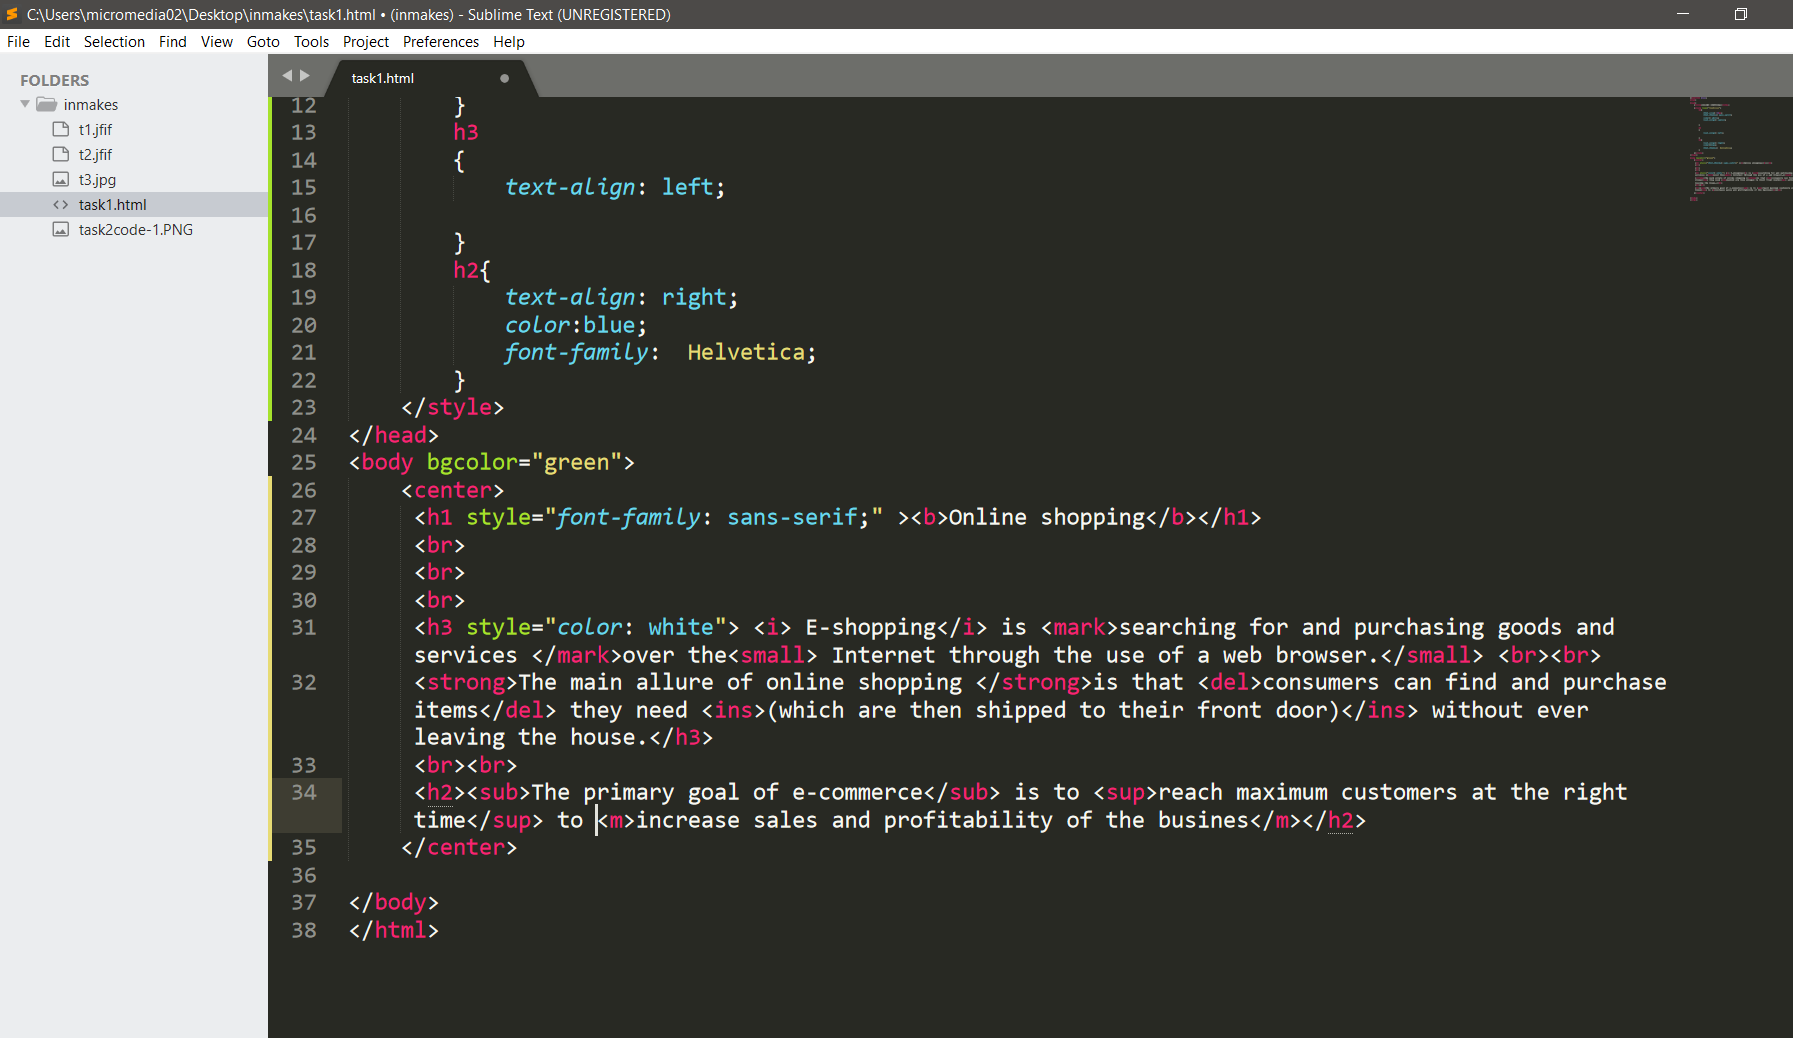 C:\Users\micromedia02\Desktop\inmakes\task1.html • (inmakes) - Sublime Text (UNREGISTERED)
File Edit Selection Find View Goto Tools Project Preferences Help
FOLDERS
inmakes
t1.jfif
t2.jfif
t3.jpg
task1.html
task2code-1.PNG
task1.html
12 }
13 h3
14 {
15 text-align: left;
16
17 }
18 h2{
19 text-align: right;
20 color:blue;
21 font-family:  Helvetica;
22 }
23 </style>
24 </head>
25 <body bgcolor="green">
26 <center>
27 <h1 style="font-family: sans-serif;" ><b>Online shopping</b></h1>
28 <br>
29 <br>
30 <br>
31 <h3 style="color: white"> <i> E-shopping</i> is <mark>searching for and purchasing goods and
services </mark>over the<small> Internet through the use of a web browser.</small> <br><br>
32 <strong>The main allure of online shopping </strong>is that <del>consumers can find and purchase
items</del> they need <ins>(which are then shipped to their front door)</ins> without ever
leaving the house.</h3>
33 <br><br>
34 <h2><sub>The primary goal of e-commerce</sub> is to <sup>reach maximum customers at the right
time</sup> to <m>increase sales and profitability of the busines</m></h2>
35 </center>
36
37 </body>
38 </html>